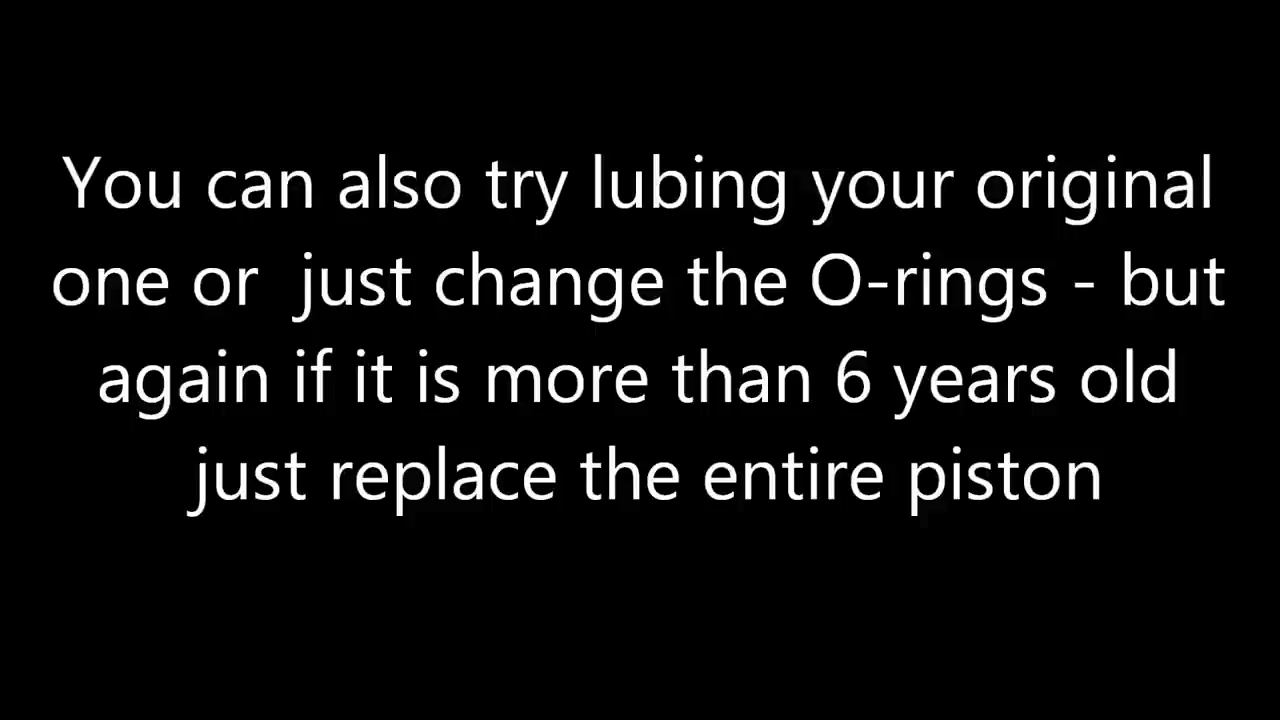 You can also try lubing your original
one or  just change the O-rings - but
again if it is more than 6 years old
just replace the entire piston